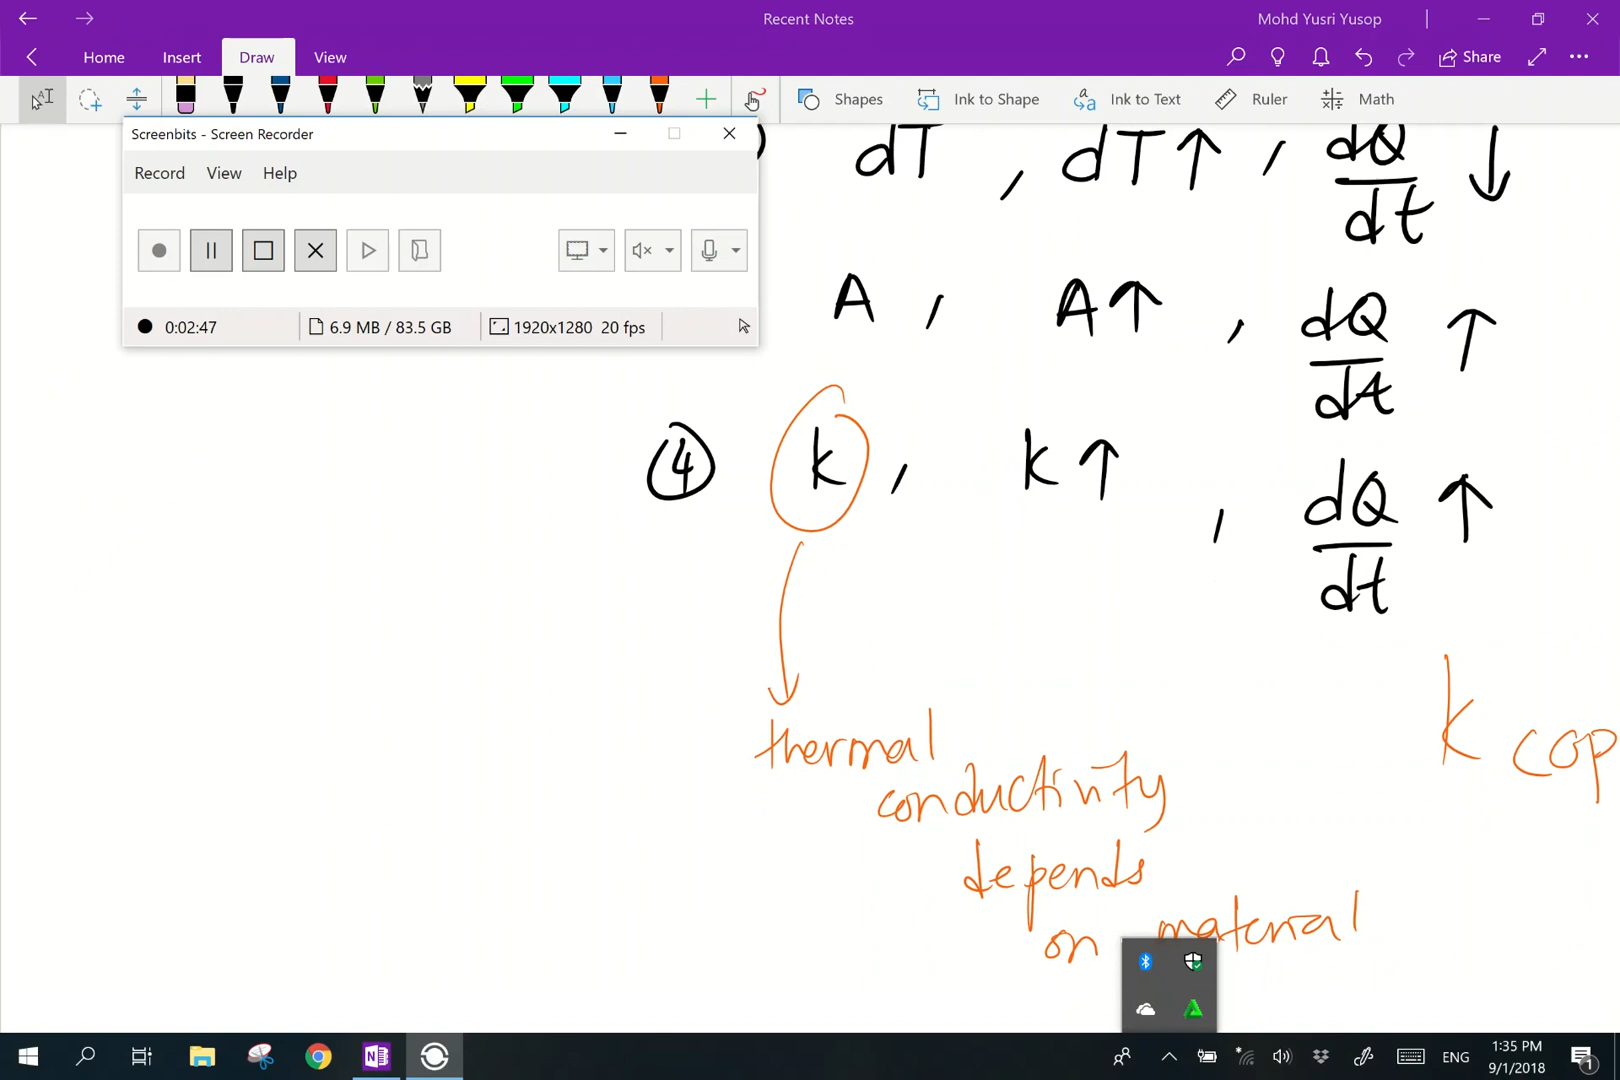 Recent Notes
Mohd Yusri Yusop
Home Insert Draw View
Share
Shapes Ink to Shape Ink to Text Ruler Math
Screenbits - Screen Recorder
Record View Help
0:02:47 6.9 MB / 83.5 GB 1920x1280 20 fps
) dT , dT ↑ , dQ/dt ↓
A , A ↑ , dQ/dt ↑
④ k , k ↑ , dQ/dt ↑
k cop
thermal
conductivity
depends
on material
ENG
1:35 PM
9/1/2018
1